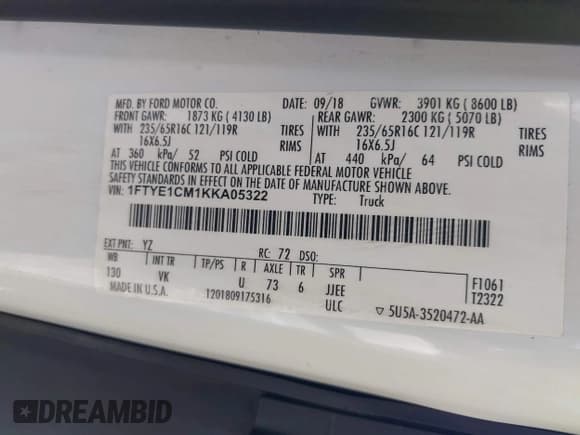 MFD. BY FORD MOTOR CO. DATE: 09/18 GVWR: 3901 KG ( 8600 LB)
FRONT GAWR: 1873 KG ( 4130 LB) REAR GAWR: 2300 KG ( 5070 LB)
WITH 235/65R16C 121/119R TIRES WITH 235/65R16C 121/119R TIRES
16X6.5J RIMS 16X6.5J RIMS
AT 360 kPa/ 52 PSI COLD AT 440 kPa/ 64 PSI COLD
THIS VEHICLE CONFORMS TO ALL APPLICABLE FEDERAL MOTOR VEHICLE
SAFETY STANDARDS IN EFFECT ON THE DATE OF MANUFACTURE SHOWN ABOVE.
VIN: 1FTYE1CM1KKA05322 TYPE: Truck
EXT PNT: YZ RC: 72 DSO:
WB INT TR TP/PS R AXLE TR SPR F1061
130 VK U 73 6 JJEE T2322
MADE IN U.S.A. 1201809175316 ULC ▽ 5U5A-3520472-AA
DREAMBID